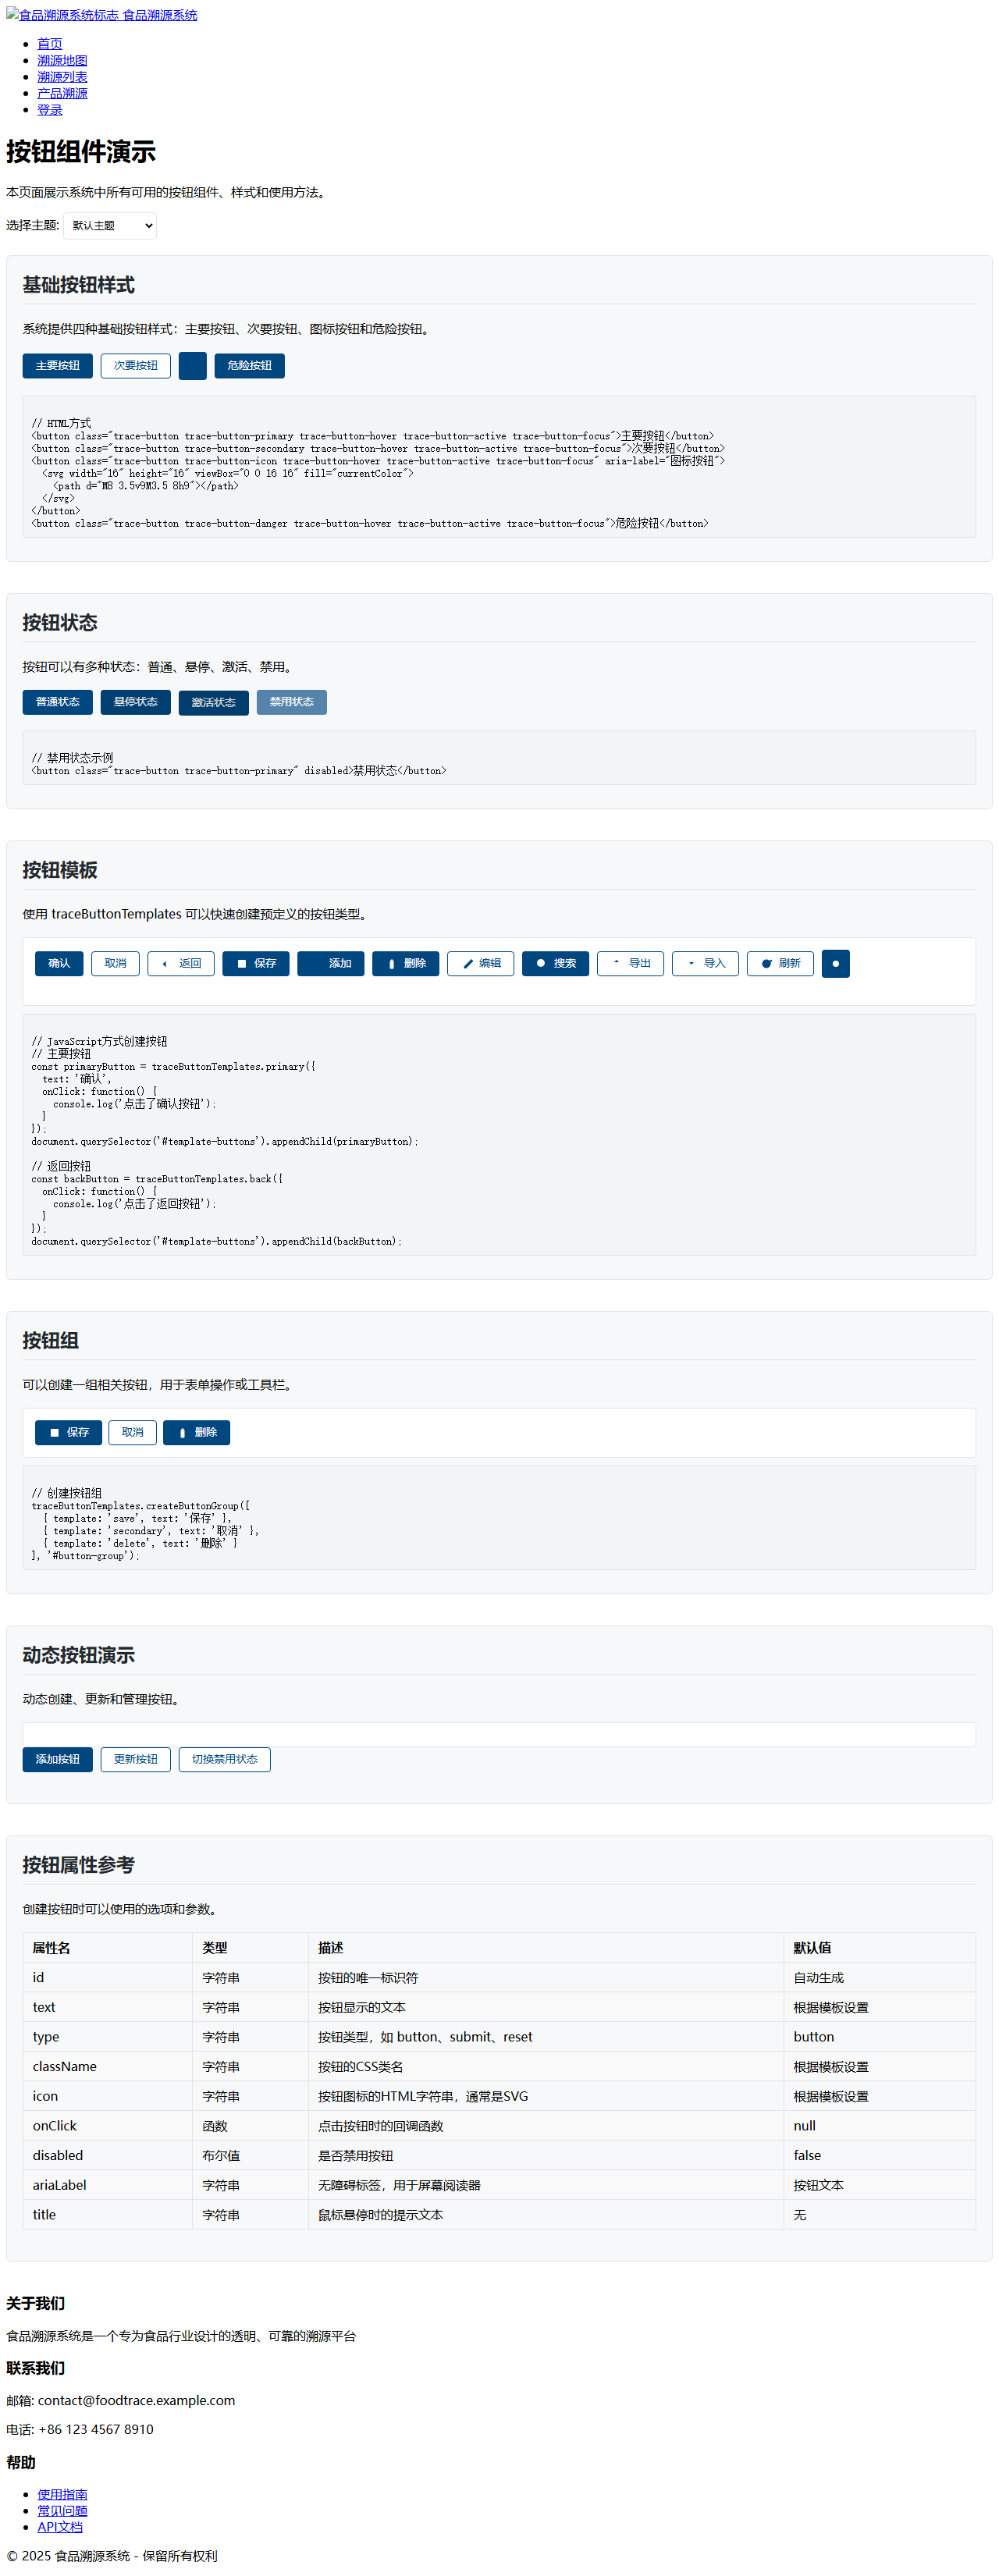 食品溯源系统标志 食品溯源系统
首页
溯源地图
溯源列表
产品溯源
登录
按钮组件演示
本页面展示系统中所有可用的按钮组件、样式和使用方法。
选择主题: 默认主题
基础按钮样式
系统提供四种基础按钮样式：主要按钮、次要按钮、图标按钮和危险按钮。
主要按钮 次要按钮 危险按钮
// HTML方式
<button class="trace-button trace-button-primary trace-button-hover trace-button-active trace-button-focus">主要按钮</button>
<button class="trace-button trace-button-secondary trace-button-hover trace-button-active trace-button-focus">次要按钮</button>
<button class="trace-button trace-button-icon trace-button-hover trace-button-active trace-button-focus" aria-label="图标按钮">
  <svg width="16" height="16" viewBox="0 0 16 16" fill="currentColor">
    <path d="M8 3.5v9M3.5 8h9"></path>
  </svg>
</button>
<button class="trace-button trace-button-danger trace-button-hover trace-button-active trace-button-focus">危险按钮</button>
按钮状态
按钮可以有多种状态：普通、悬停、激活、禁用。
普通状态 悬停状态 激活状态 禁用状态
// 禁用状态示例
<button class="trace-button trace-button-primary" disabled>禁用状态</button>
按钮模板
使用 traceButtonTemplates 可以快速创建预定义的按钮类型。
确认 取消 返回 保存 添加 删除 编辑 搜索 导出 导入 刷新
// JavaScript方式创建按钮
// 主要按钮
const primaryButton = traceButtonTemplates.primary({
  text: '确认',
  onClick: function() {
    console.log('点击了确认按钮');
  }
});
document.querySelector('#template-buttons').appendChild(primaryButton);
// 返回按钮
const backButton = traceButtonTemplates.back({
  onClick: function() {
    console.log('点击了返回按钮');
  }
});
document.querySelector('#template-buttons').appendChild(backButton);
按钮组
可以创建一组相关按钮，用于表单操作或工具栏。
保存 取消 删除
// 创建按钮组
traceButtonTemplates.createButtonGroup([
  { template: 'save', text: '保存' },
  { template: 'secondary', text: '取消' },
  { template: 'delete', text: '删除' }
], '#button-group');
动态按钮演示
动态创建、更新和管理按钮。
添加按钮 更新按钮 切换禁用状态
按钮属性参考
创建按钮时可以使用的选项和参数。
属性名 类型 描述 默认值
id 字符串 按钮的唯一标识符 自动生成
text 字符串 按钮显示的文本 根据模板设置
type 字符串 按钮类型，如 button、submit、reset button
className 字符串 按钮的CSS类名 根据模板设置
icon 字符串 按钮图标的HTML字符串，通常是SVG 根据模板设置
onClick 函数 点击按钮时的回调函数 null
disabled 布尔值 是否禁用按钮 false
ariaLabel 字符串 无障碍标签，用于屏幕阅读器 按钮文本
title 字符串 鼠标悬停时的提示文本 无
关于我们
食品溯源系统是一个专为食品行业设计的透明、可靠的溯源平台
联系我们
邮箱: contact@foodtrace.example.com
电话: +86 123 4567 8910
帮助
使用指南
常见问题
API文档
© 2025 食品溯源系统 - 保留所有权利